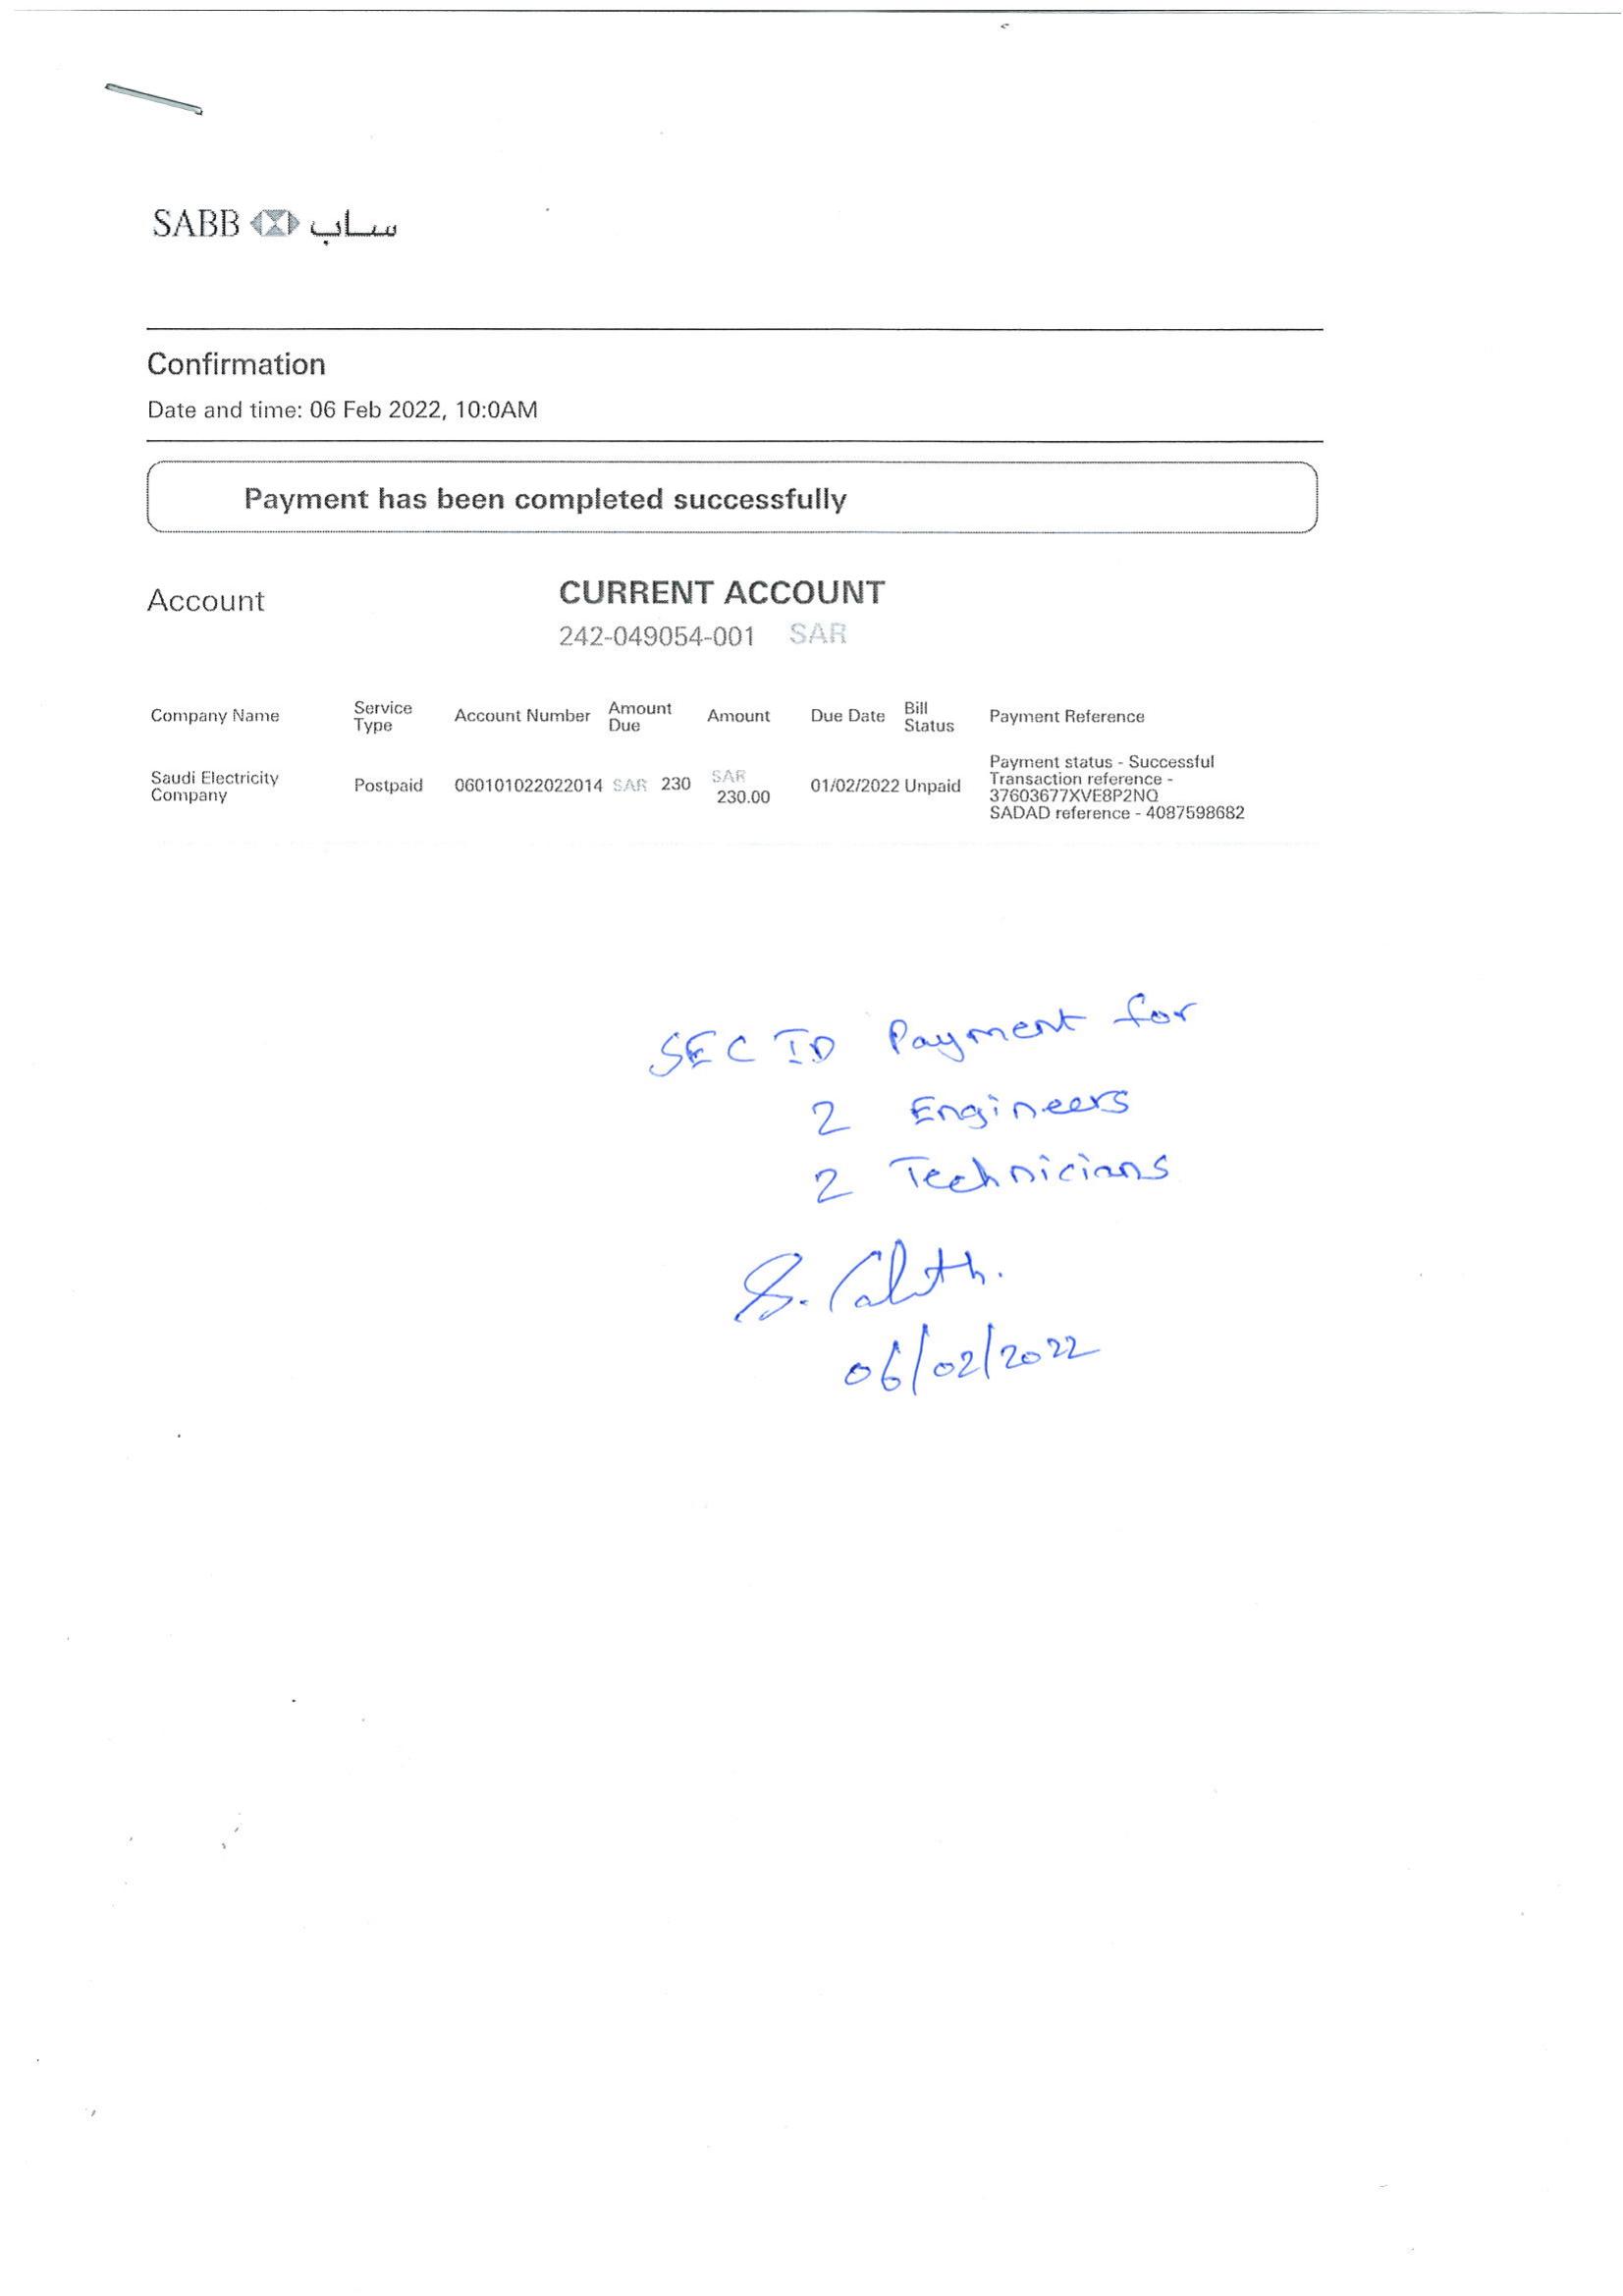 SABB ساب
Confirmation
Date and time: 06 Feb 2022, 10:0AM
Payment has been completed successfully
Account
CURRENT ACCOUNT
242-049054-001 SAR
Company Name Service Type Account Number Amount Due Amount Due Date Bill Status Payment Reference
Saudi Electricity Company Postpaid 060101022022014 SAR 230 SAR 230.00 01/02/2022 Unpaid Payment status - Successful
Transaction reference -
37603677XVE8P2NQ
SADAD reference - 4087598682
SEC ID Payment for
2 Engineers
2 Technicians
06/02/2022